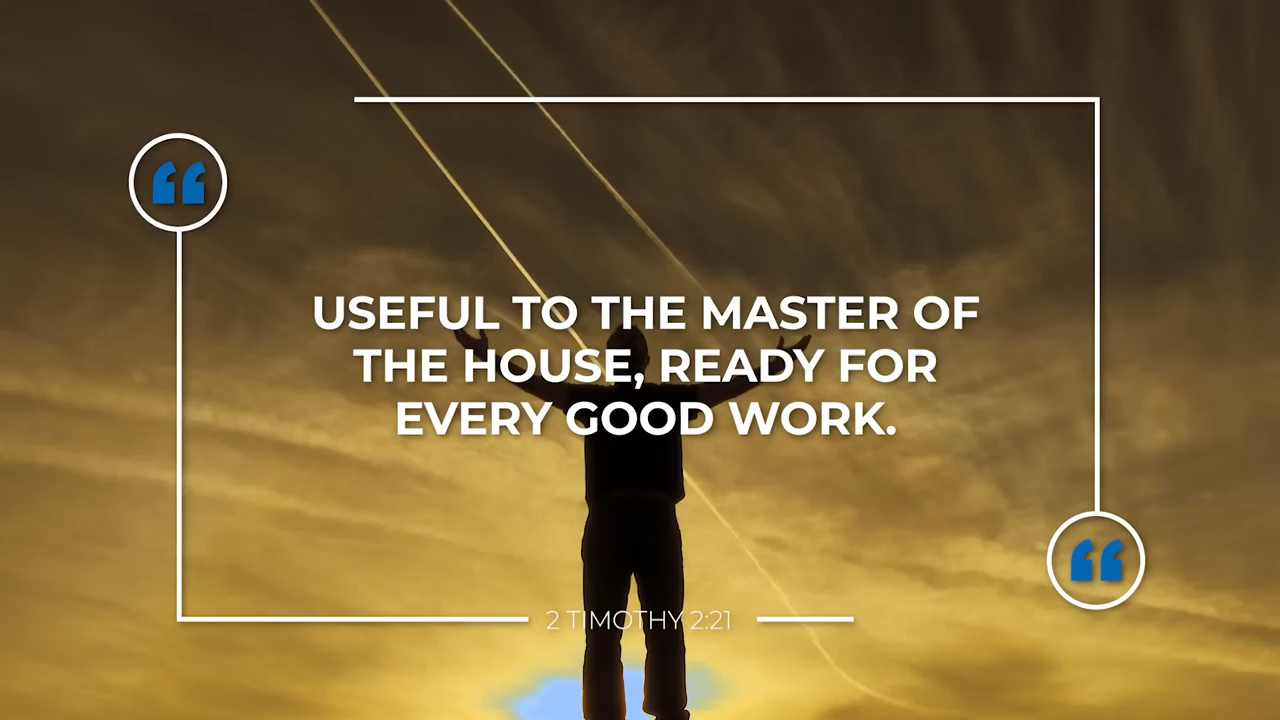 ❝
USEFUL TO THE MASTER OF
THE HOUSE, READY FOR
EVERY GOOD WORK.
❝
2 TIMOTHY 2:21